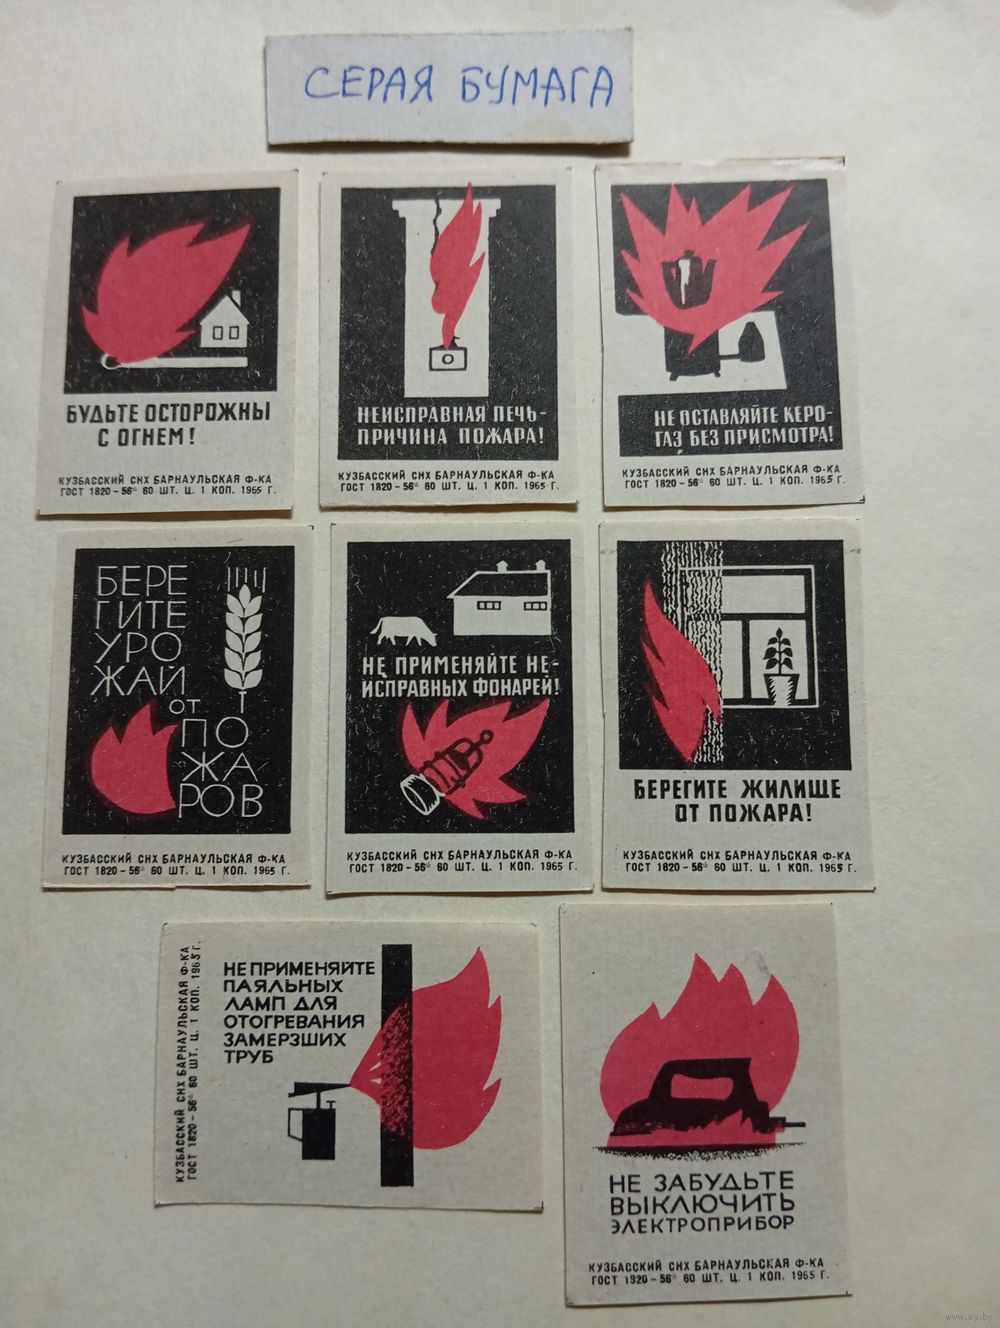 СЕРАЯ БУМАГА
БУДЬТЕ ОСТОРОЖНЫ
С ОГНЕМ!
КУЗБАССКИЙ СНХ БАРНАУЛЬСКАЯ Ф-КА
ГОСТ 1820-56* 60 ШТ. Ц. 1 КОП. 1965 Г.
НЕИСПРАВНАЯ ПЕЧЬ-
ПРИЧИНА ПОЖАРА!
КУЗБАССКИЙ СНХ БАРНАУЛЬСКАЯ Ф-КА
ГОСТ 1820-56* 60 ШТ. Ц. 1 КОП. 1965 Г.
НЕ ОСТАВЛЯЙТЕ КЕРО-
ГАЗ БЕЗ ПРИСМОТРА!
КУЗБАССКИЙ СНХ БАРНАУЛЬСКАЯ Ф-КА
ГОСТ 1820-56* 60 ШТ. Ц. 1 КОП. 1965 Г.
БЕРЕ
ГИТЕ
УРО
ЖАЙ
ОТ
ПО
ЖА
РОВ
КУЗБАССКИЙ СНХ БАРНАУЛЬСКАЯ Ф-КА
ГОСТ 1820-56* 60 ШТ. Ц. 1 КОП. 1965 Г.
НЕ ПРИМЕНЯЙТЕ НЕ-
ИСПРАВНЫХ ФОНАРЕЙ!
КУЗБАССКИЙ СНХ БАРНАУЛЬСКАЯ Ф-КА
ГОСТ 1820-56* 60 ШТ. Ц. 1 КОП. 1965 Г.
БЕРЕГИТЕ ЖИЛИЩЕ
ОТ ПОЖАРА!
КУЗБАССКИЙ СНХ БАРНАУЛЬСКАЯ Ф-КА
ГОСТ 1820-56* 60 ШТ. Ц. 1 КОП. 1965 Г.
НЕ ПРИМЕНЯЙТЕ
ПАЯЛЬНЫХ
ЛАМП ДЛЯ
ОТОГРЕВАНИЯ
ЗАМЕРЗШИХ
ТРУБ
КУЗБАССКИЙ СНХ БАРНАУЛЬСКАЯ Ф-КА
ГОСТ 1820-56* 60 ШТ. Ц. 1 КОП. 1965 Г.
НЕ ЗАБУДЬТЕ
ВЫКЛЮЧИТЬ
ЭЛЕКТРОПРИБОР
КУЗБАССКИЙ СНХ БАРНАУЛЬСКАЯ Ф-КА
ГОСТ 1820-56* 60 ШТ. Ц. 1 КОП. 1965 Г.
www.ay.by